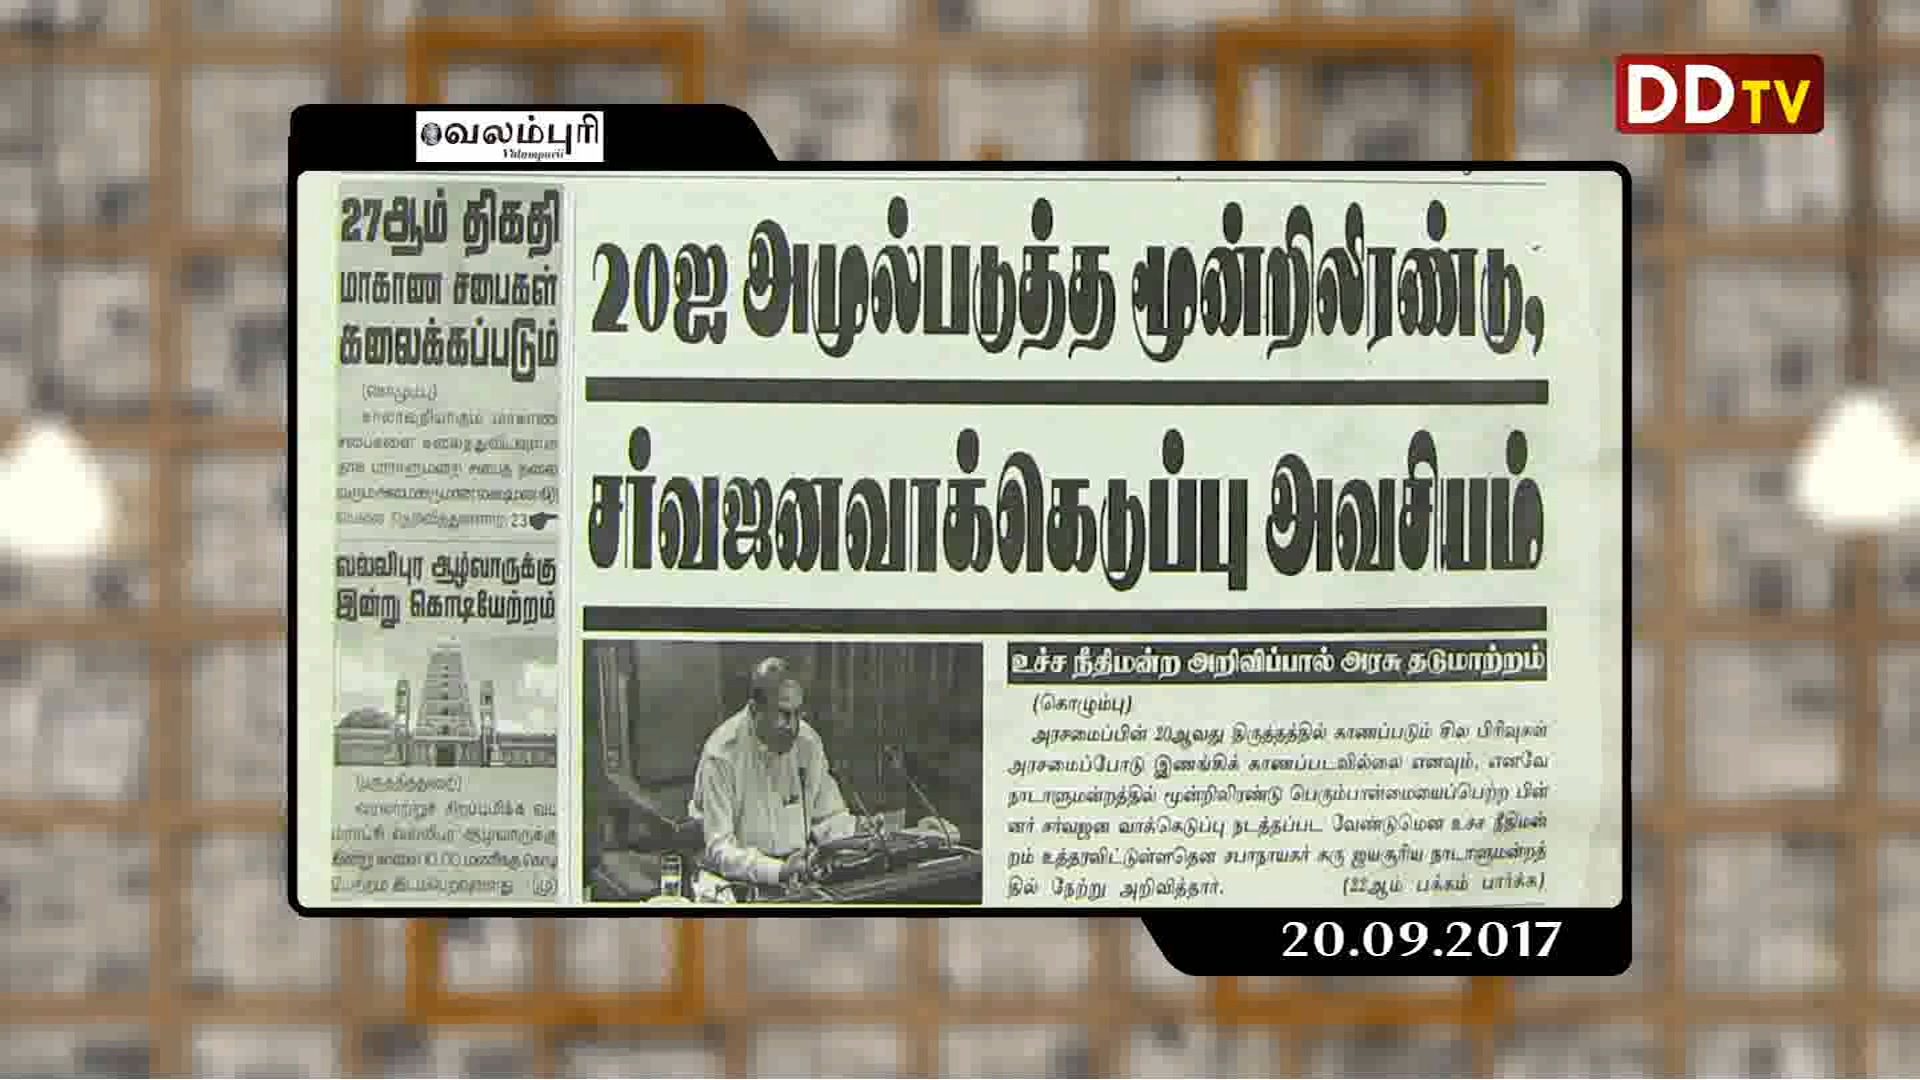 DDTV
வலம்புரி
Valampurii
27ஆம் திகதி
மாகாண சபைகள்
கலைக்கப்படும்
(கொழும்பு)
20ஐ அமுல்படுத்த மூன்றிலிரண்டு,
சர்வஜனவாக்கெடுப்பு அவசியம்
வல்லிபுர ஆழ்வாருக்கு
இன்று கொடியேற்றம்
(பருத்தித்துறை)
உச்ச நீதிமன்ற அறிவிப்பால் அரசு தடுமாற்றம்
(கொழும்பு)
அரசமைப்பின் 20ஆவது திருத்தத்தில் காணப்படும் சில பிரிவுகள்
அரசமைப்போடு இணங்கிக் காணப்படவில்லை எனவும், எனவே
நாடாளுமன்றத்தில் மூன்றிலிரண்டு பெரும்பான்மையைப்பெற்ற பின்
னர் சர்வஜன வாக்கெடுப்பு நடத்தப்பட வேண்டுமென உச்ச நீதிமன்
றம் உத்தரவிட்டுள்ளதென சபாநாயகர் கரு ஜயசூரிய நாடாளுமன்றத்
தில் நேற்று அறிவித்தார். (22ஆம் பக்கம் பார்க்க)
20.09.2017